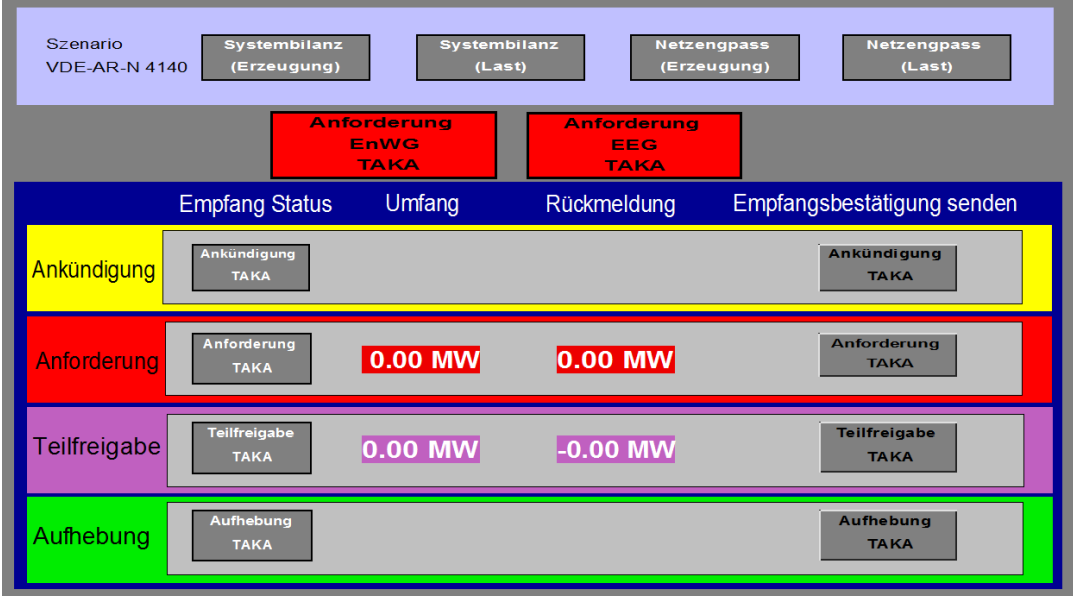 Szenario
VDE-AR-N 4140
Systembilanz
(Erzeugung)
Systembilanz
(Last)
Netzengpass
(Erzeugung)
Netzengpass
(Last)
Anforderung
EnWG
TAKA
Anforderung
EEG
TAKA
Empfang Status
Umfang
Rückmeldung
Empfangsbestätigung senden
Ankündigung
Ankündigung
TAKA
Ankündigung
TAKA
Anforderung
Anforderung
TAKA
0.00 MW
0.00 MW
Anforderung
TAKA
Teilfreigabe
Teilfreigabe
TAKA
0.00 MW
-0.00 MW
Teilfreigabe
TAKA
Aufhebung
Aufhebung
TAKA
Aufhebung
TAKA